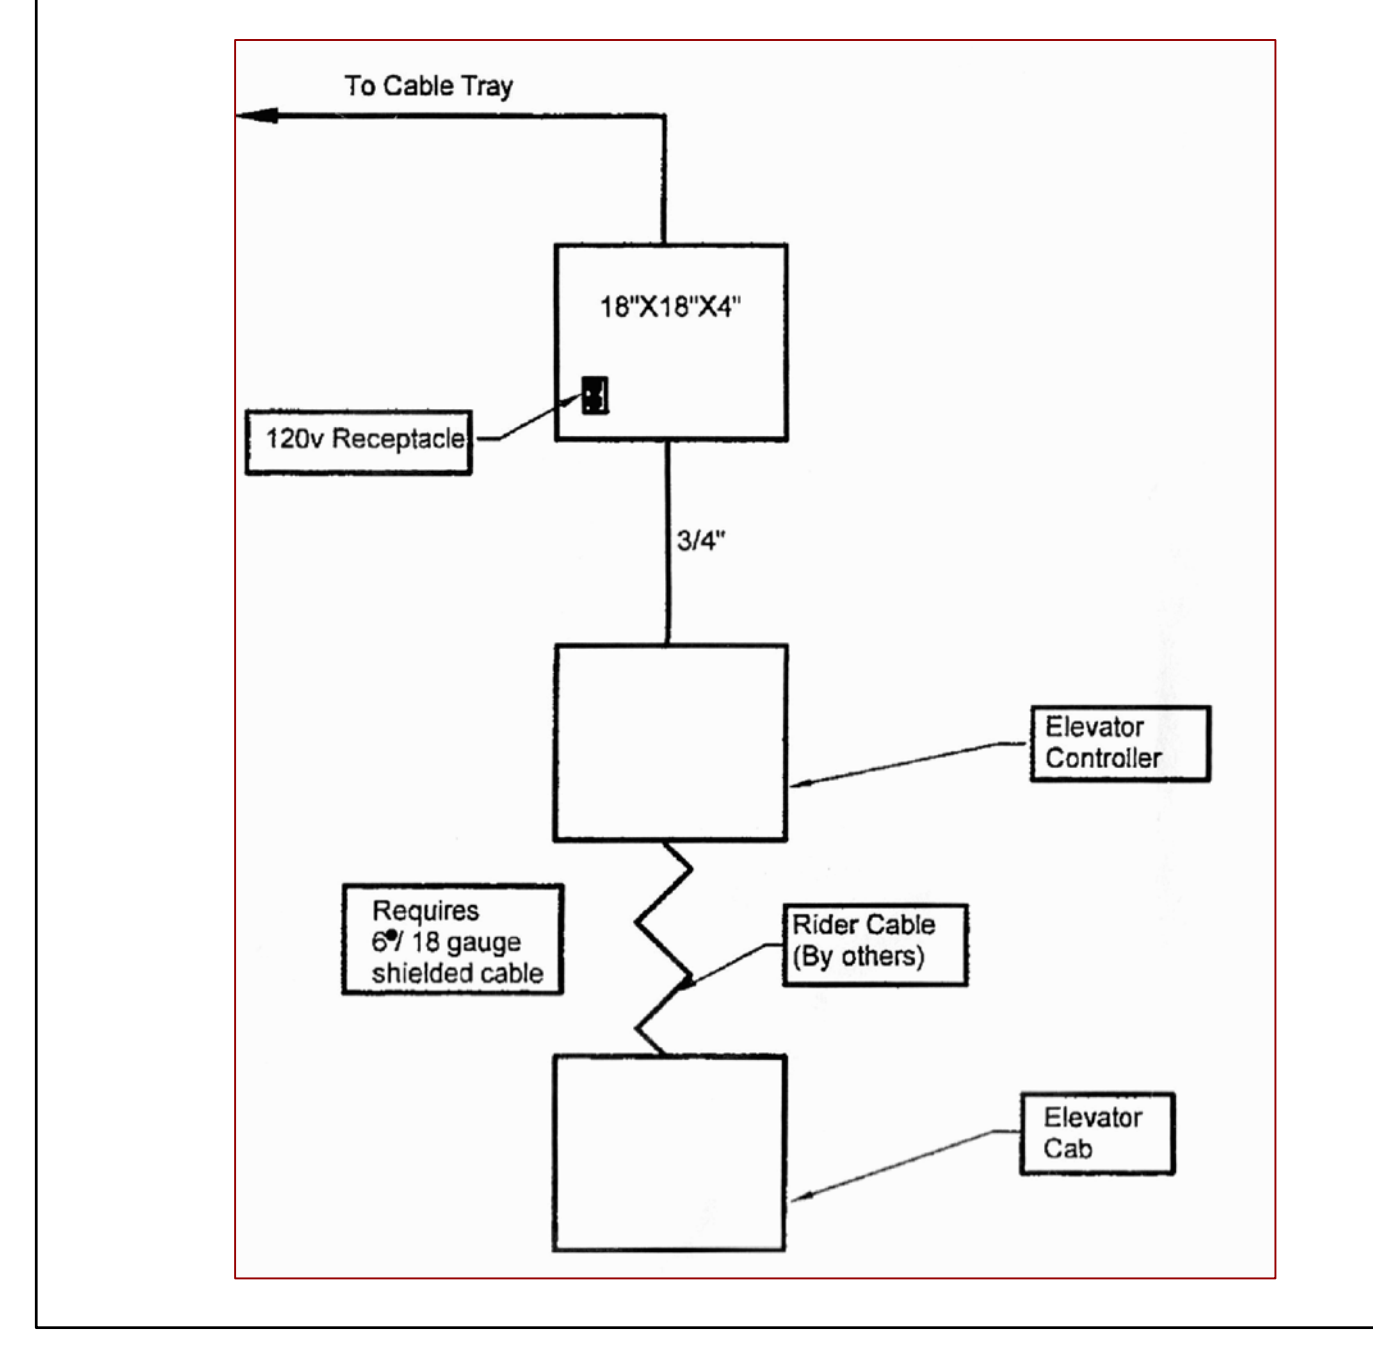 To Cable Tray
18"X18"X4"
120v Receptacle
3/4"
Elevator
Controller
Requires
6 / 18 gauge
shielded cable
Rider Cable
(By others)
Elevator
Cab